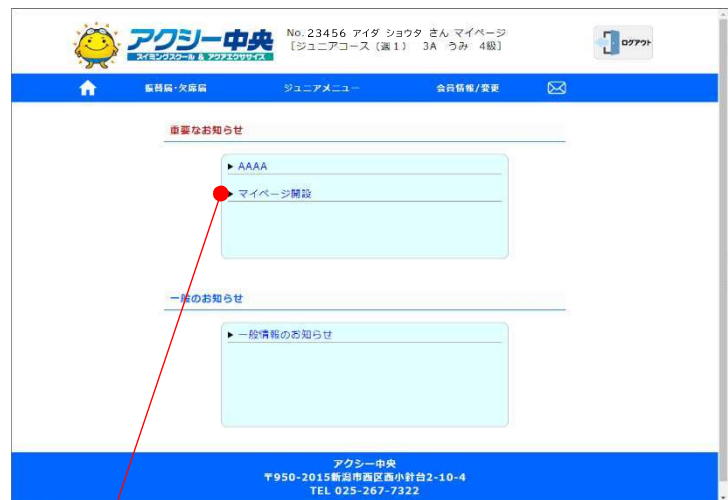 アクシー中央
スイミングスクール & アクアエクササイズ
No.23456 アイダ ショウタ さん マイページ
[ジュニアコース (週1) 3A うみ 4級]
ログアウト
振替届・欠席届 ジュニアメニュー 会員情報/変更
重要なお知らせ
▶ AAAA
▶ マイページ開設
一般のお知らせ
▶ 一般情報のお知らせ
アクシー中央
〒950-2015新潟市西区西小針台2-10-4
TEL 025-267-7322